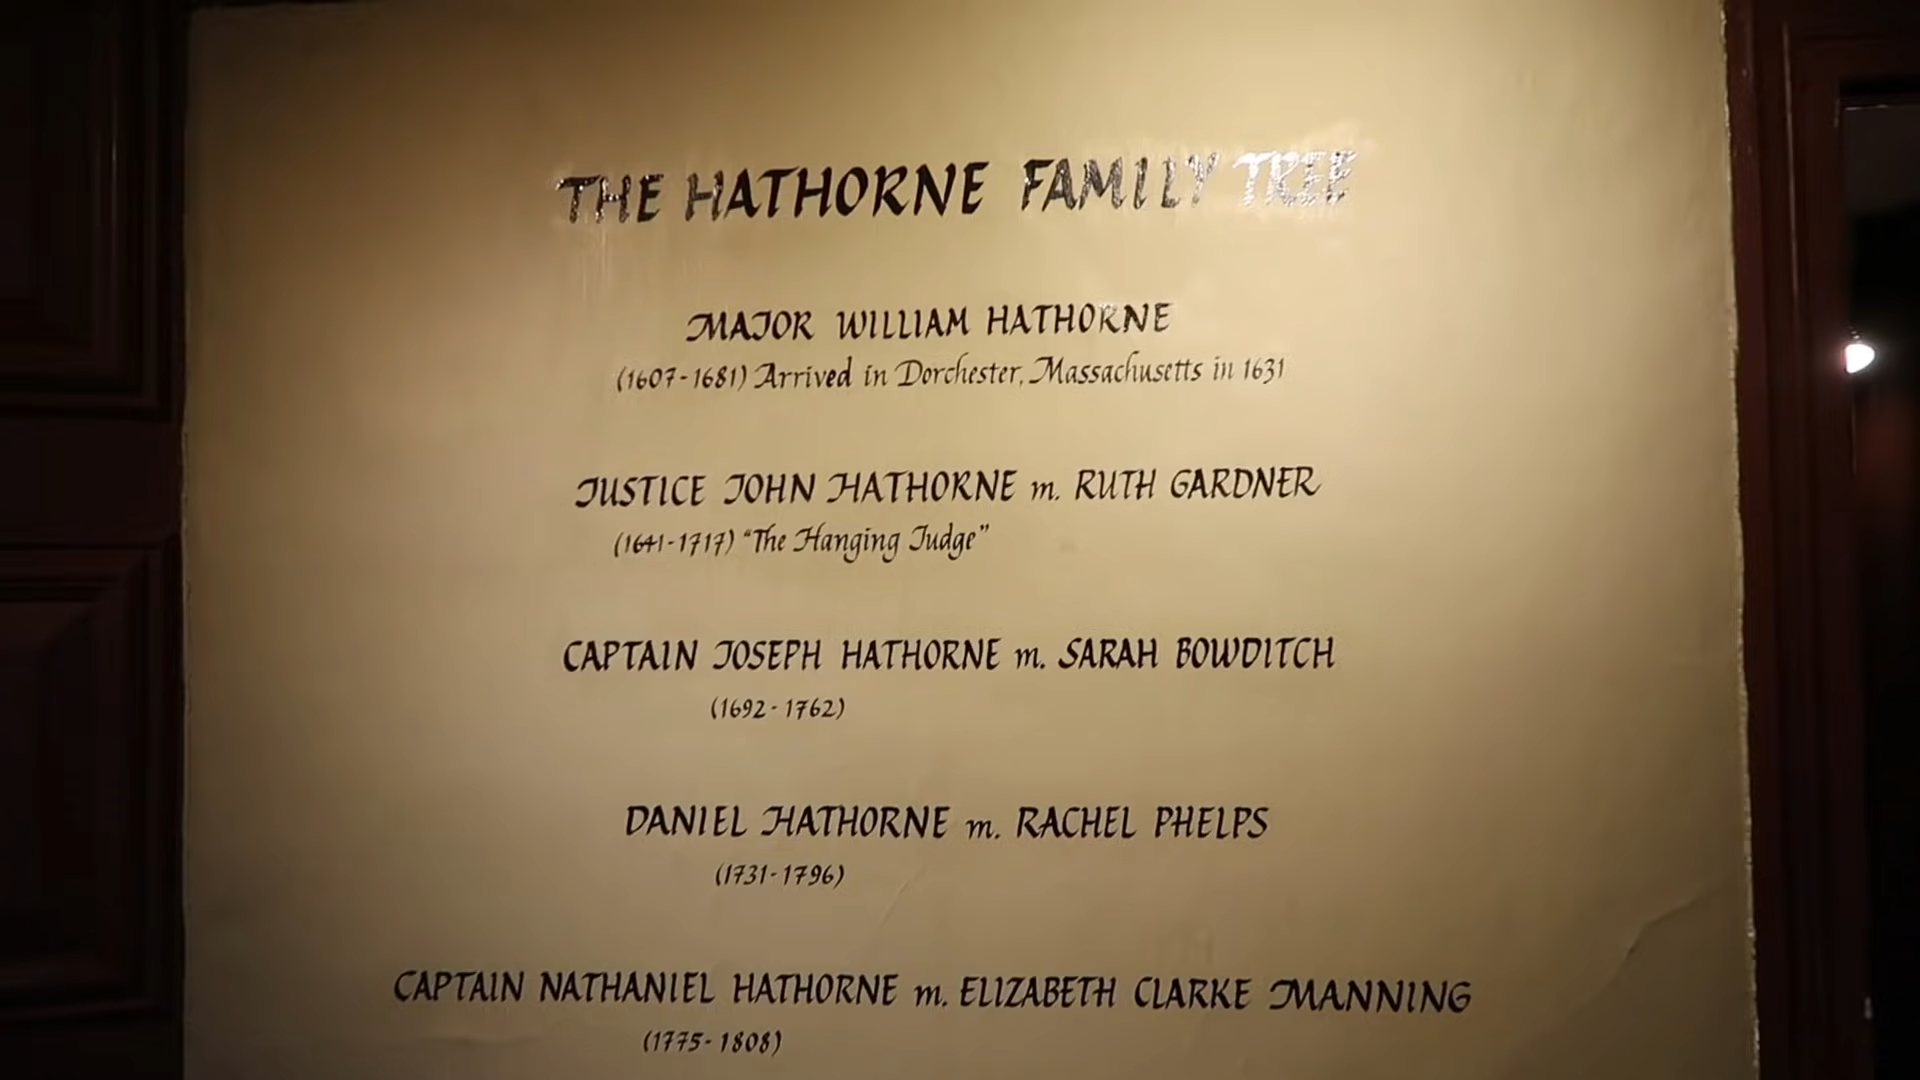 THE HATHORNE FAMILY TREE
MAJOR WILLIAM HATHORNE
(1607-1681) Arrived in Dorchester, Massachusetts in 1631
JUSTICE JOHN HATHORNE m. RUTH GARDNER
(1641-1717) "The Hanging Judge"
CAPTAIN JOSEPH HATHORNE m. SARAH BOWDITCH
(1692-1762)
DANIEL HATHORNE m. RACHEL PHELPS
(1731-1796)
CAPTAIN NATHANIEL HATHORNE m. ELIZABETH CLARKE MANNING
(1775-1808)